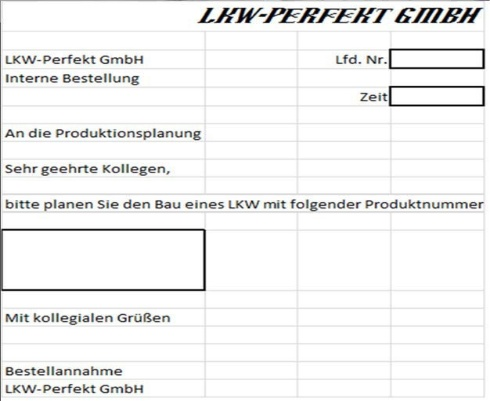 LKW-PERFEKT GMBH
LKW-Perfekt GmbH Lfd. Nr.
Interne Bestellung
Zeit
An die Produktionsplanung
Sehr geehrte Kollegen,
bitte planen Sie den Bau eines LKW mit folgender Produktnummer
Mit kollegialen Grüßen
Bestellannahme
LKW-Perfekt GmbH